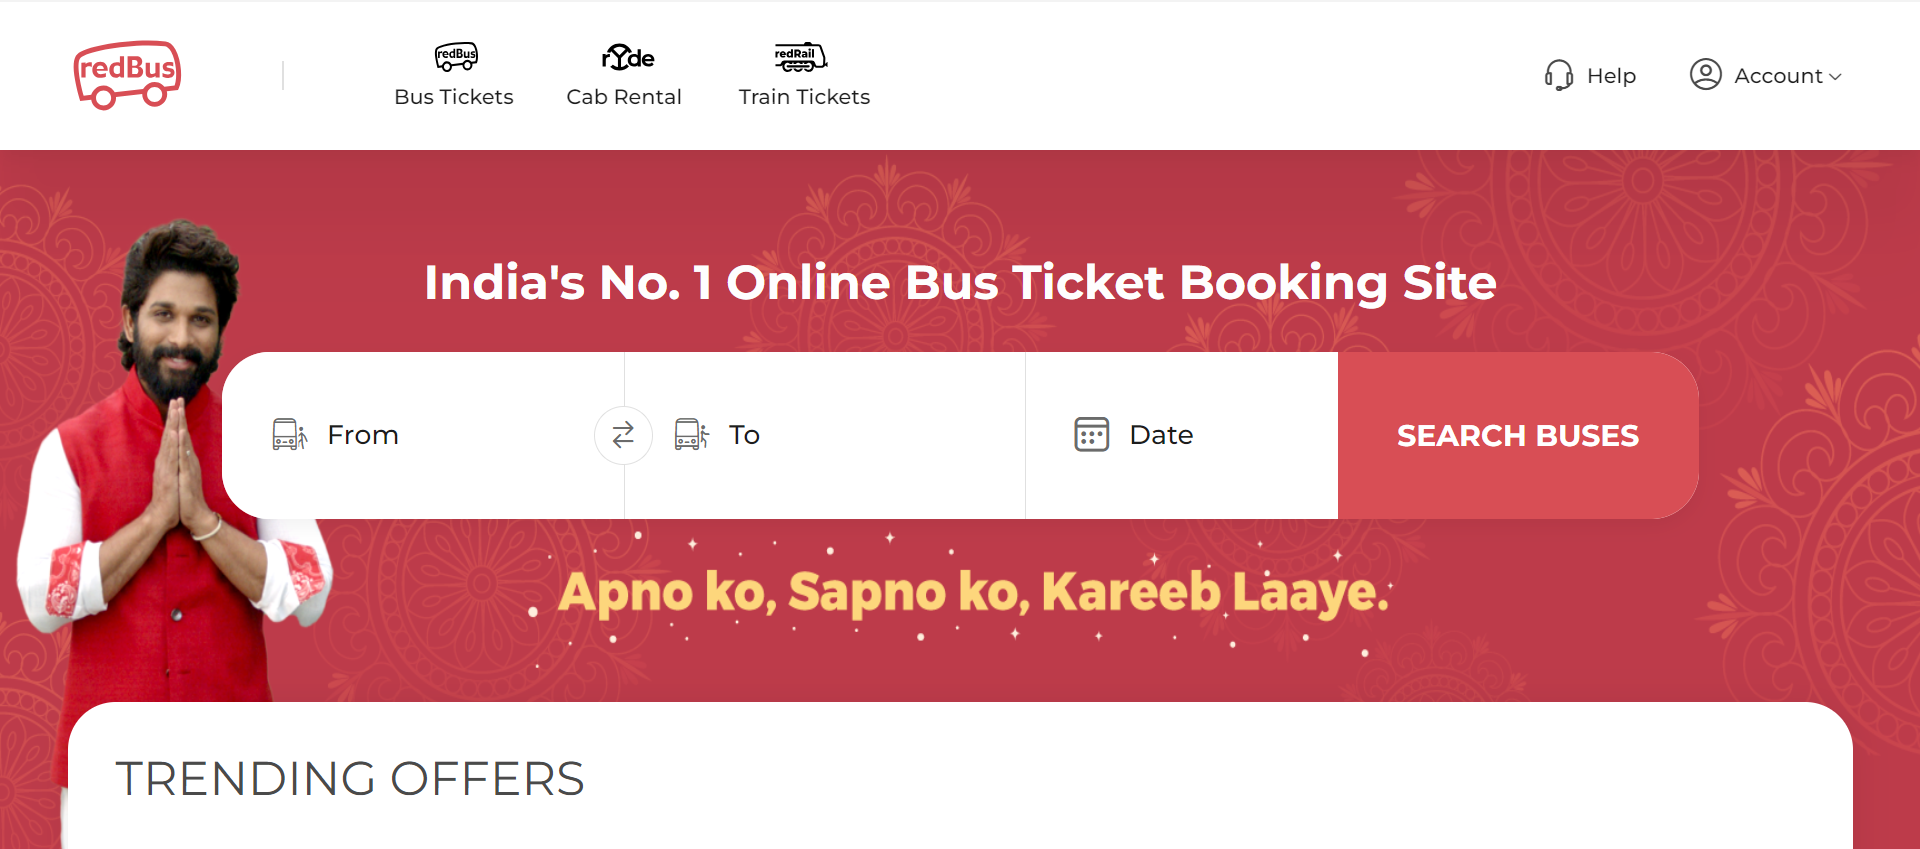 redBus
redBus
Bus Tickets
rYde
Cab Rental
redRail
Train Tickets
Help
Account
India's No. 1 Online Bus Ticket Booking Site
From
To
Date
SEARCH BUSES
Apno ko, Sapno ko, Kareeb Laaye.
TRENDING OFFERS